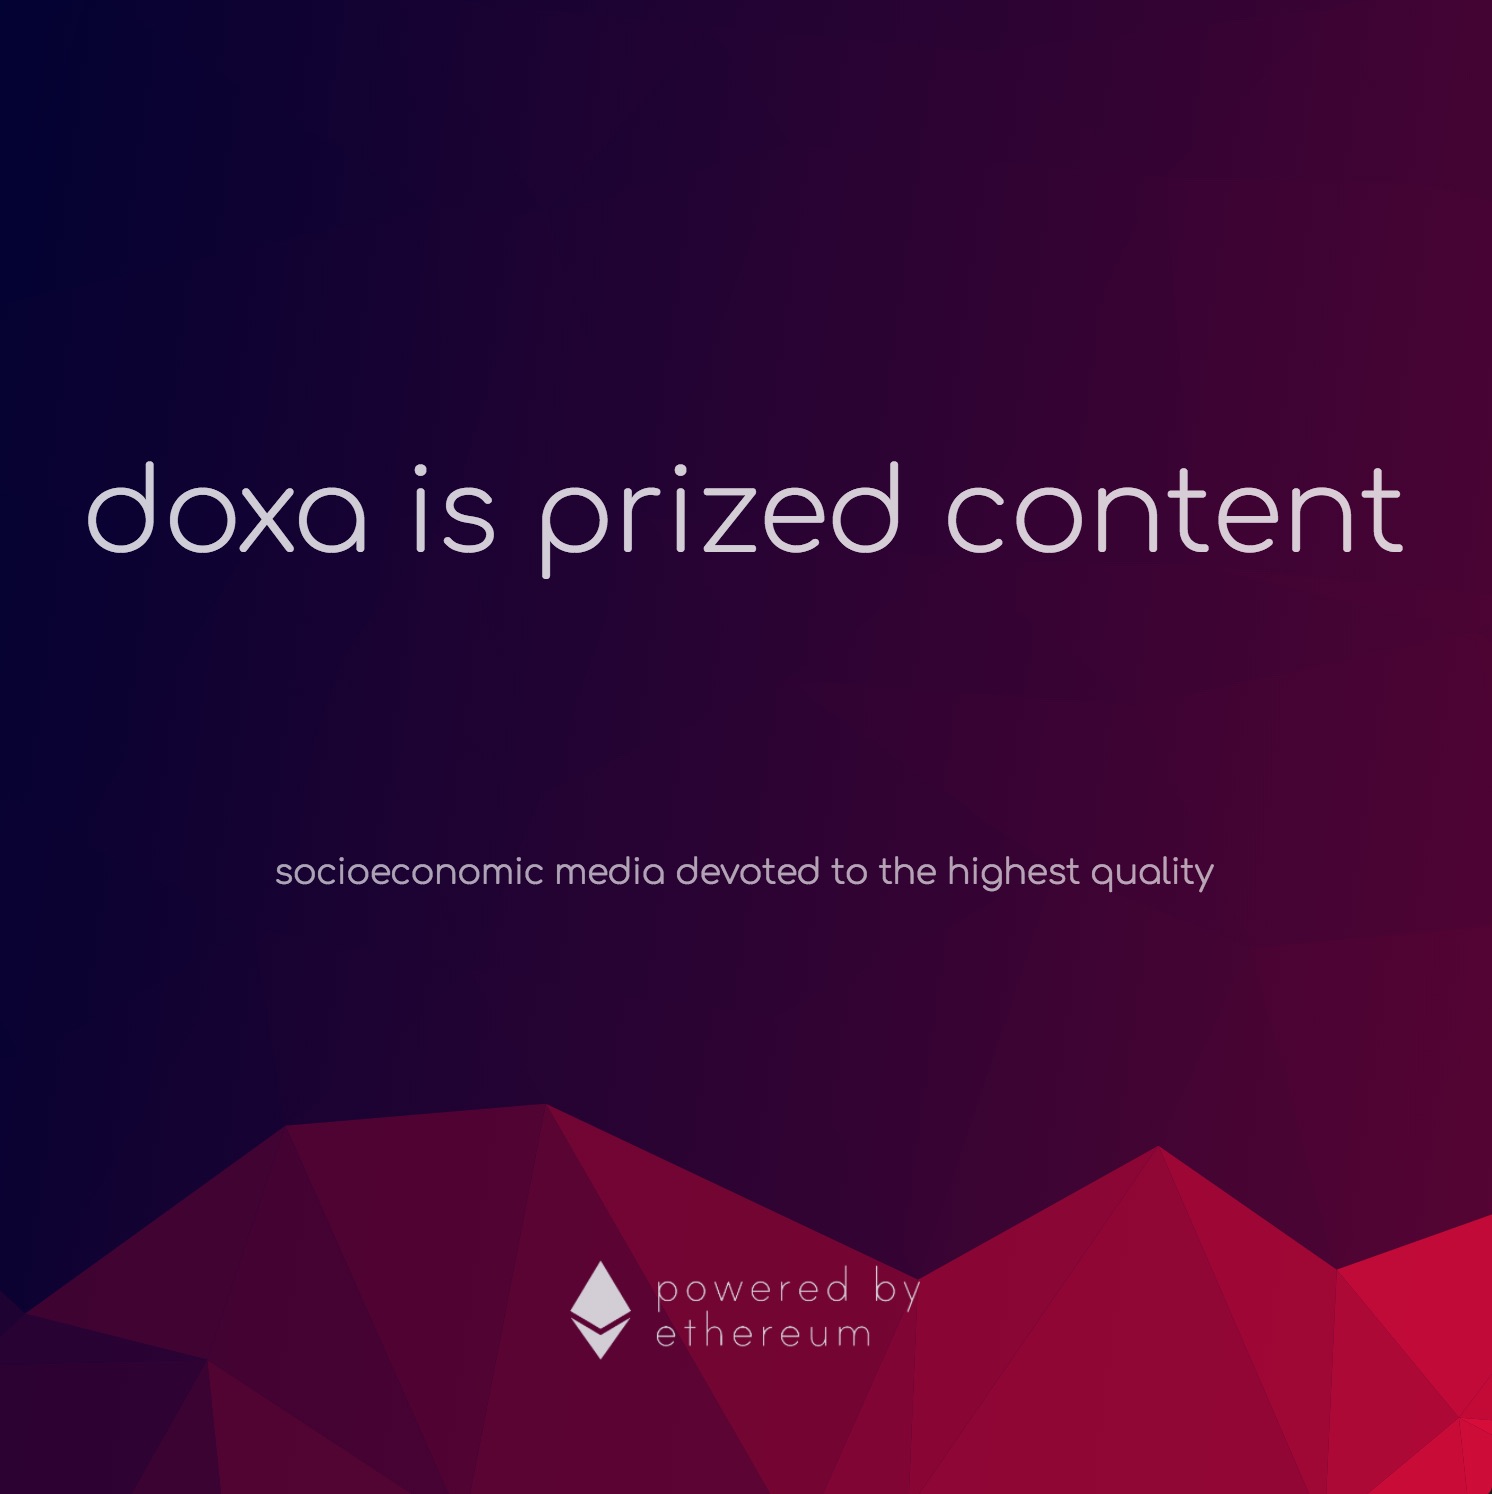 doxa is prized content
socioeconomic media devoted to the highest quality
powered by
ethereum